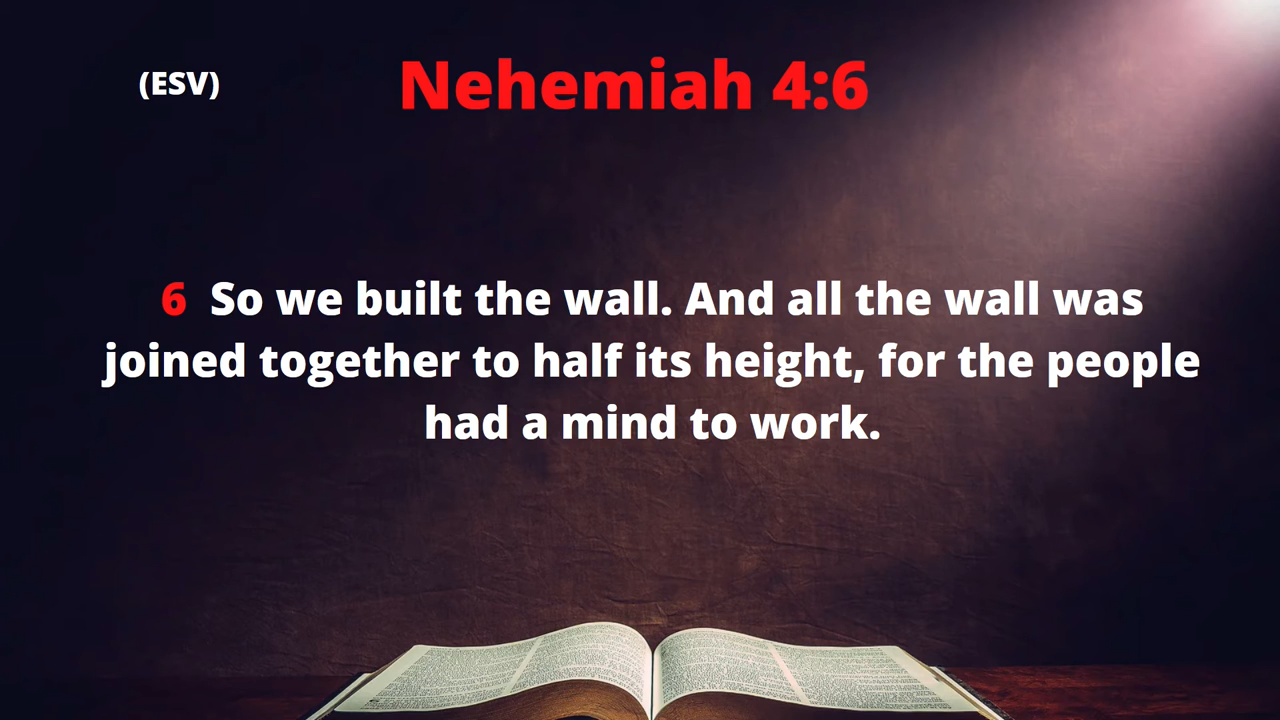 (ESV)
Nehemiah 4:6
6 So we built the wall. And all the wall was
joined together to half its height, for the people
had a mind to work.